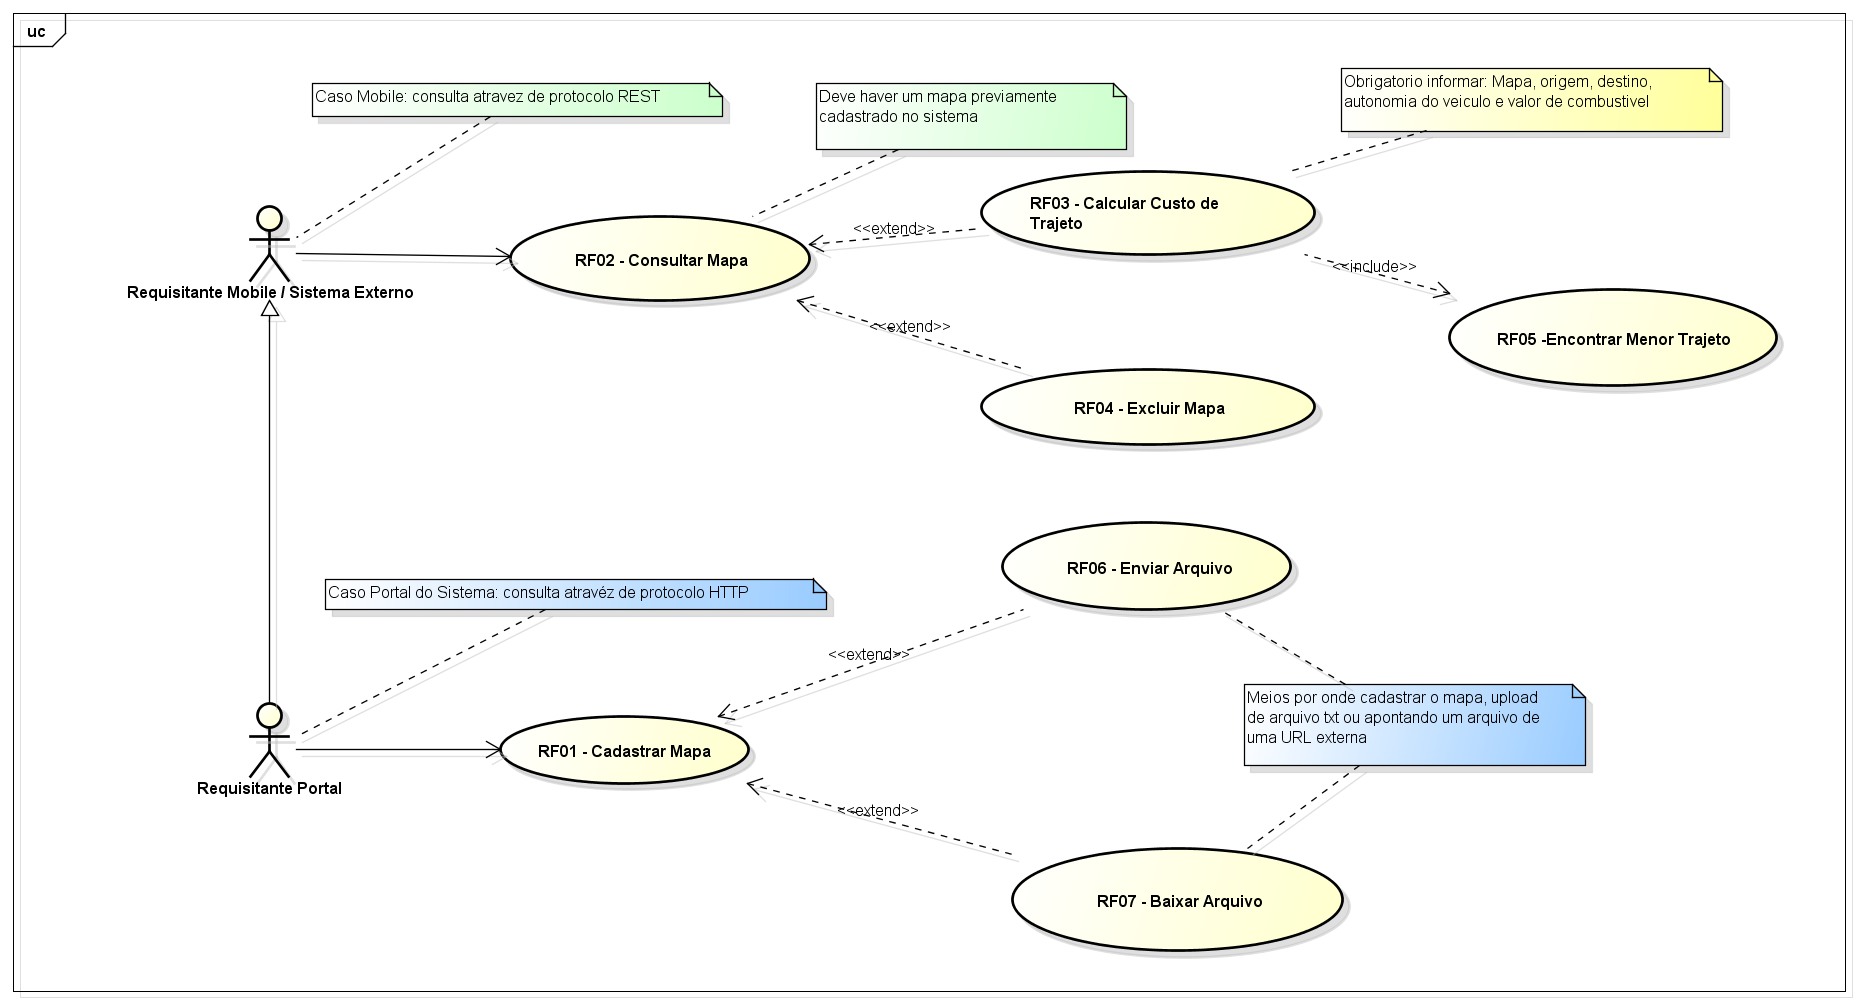 uc
Caso Mobile: consulta atravez de protocolo REST
Deve haver um mapa previamente
cadastrado no sistema
Obrigatorio informar: Mapa, origem, destino,
autonomia do veiculo e valor de combustivel
RF03 - Calcular Custo de
Trajeto
<<extend>>
RF02 - Consultar Mapa
<<include>>
Requisitante Mobile / Sistema Externo
<<extend>>
RF05 -Encontrar Menor Trajeto
RF04 - Excluir Mapa
RF06 - Enviar Arquivo
Caso Portal do Sistema: consulta atravéz de protocolo HTTP
<<extend>>
Meios por onde cadastrar o mapa, upload
de arquivo txt ou apontando um arquivo de
uma URL externa
RF01 - Cadastrar Mapa
Requisitante Portal
<<extend>>
RF07 - Baixar Arquivo